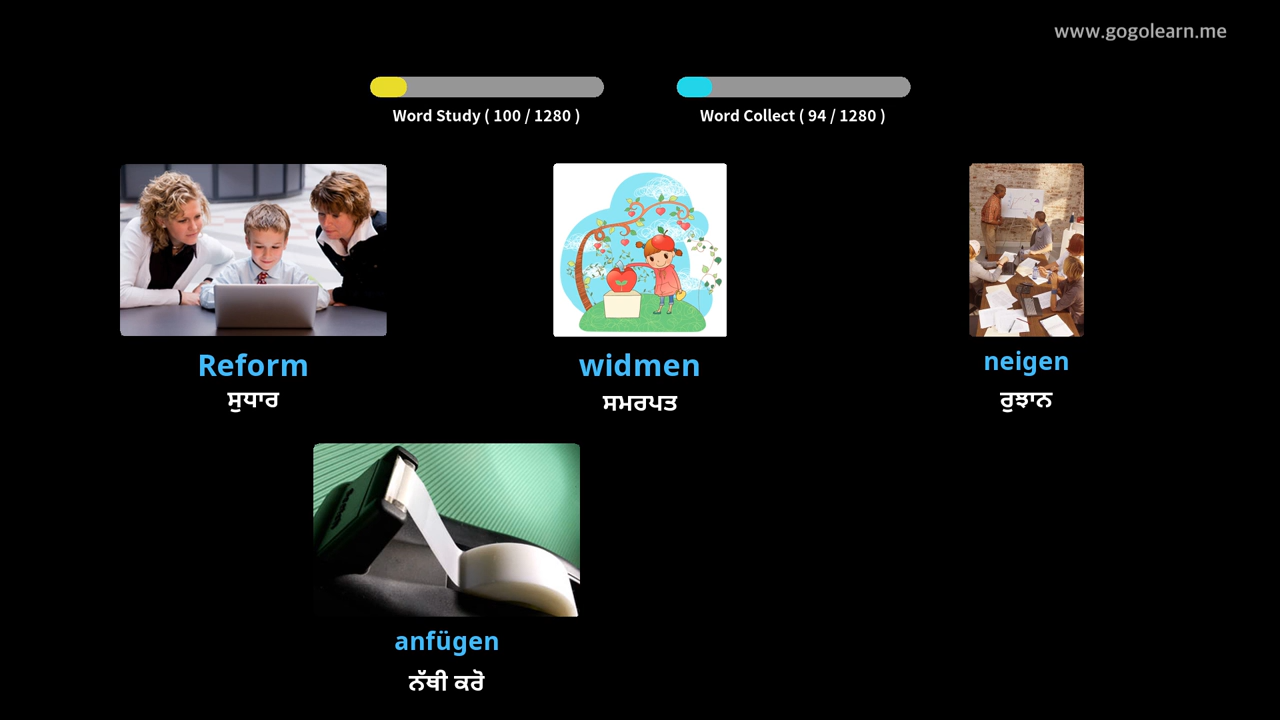 www.gogolearn.me
Word Study ( 100 / 1280 )
Word Collect ( 94 / 1280 )
Reform
ਸੁਧਾਰ
widmen
ਸਮਰਪਤ
neigen
ਰੁਝਾਨ
anfügen
ਨੱਥੀ ਕਰੋ